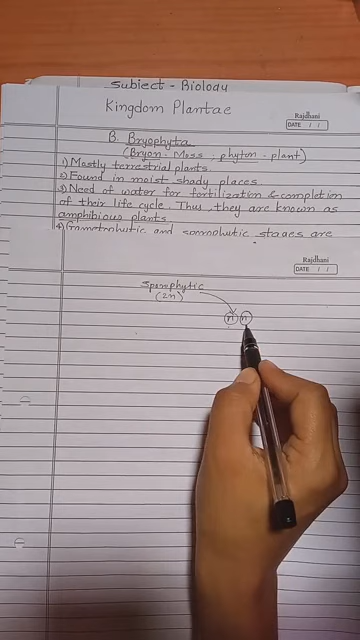 Subject - Biology
Kingdom Plantae
Rajdhani
DATE / /
B. Bryophyta
(Bryon - Moss ; phyton - plant)
1) Mostly terrestrial plants.
2) Found in moist shady places.
3) Need of water for fertilization & completion
of their life cycle. Thus, they are known as
amphibious plants.
4) Gametophytic and sporophytic stages are
Rajdhani
DATE / /
Sporophytic
(2n)
n n